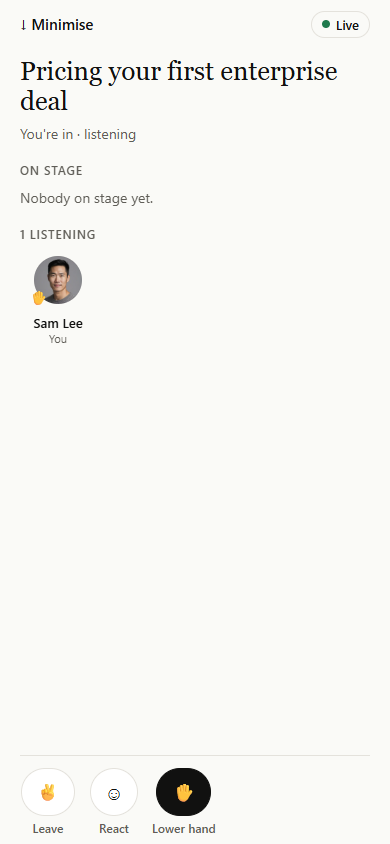 ↓ Minimise
Live
Pricing your first enterprise
deal
You're in · listening
ON STAGE
Nobody on stage yet.
1 LISTENING
Sam Lee
You
Leave
React
Lower hand